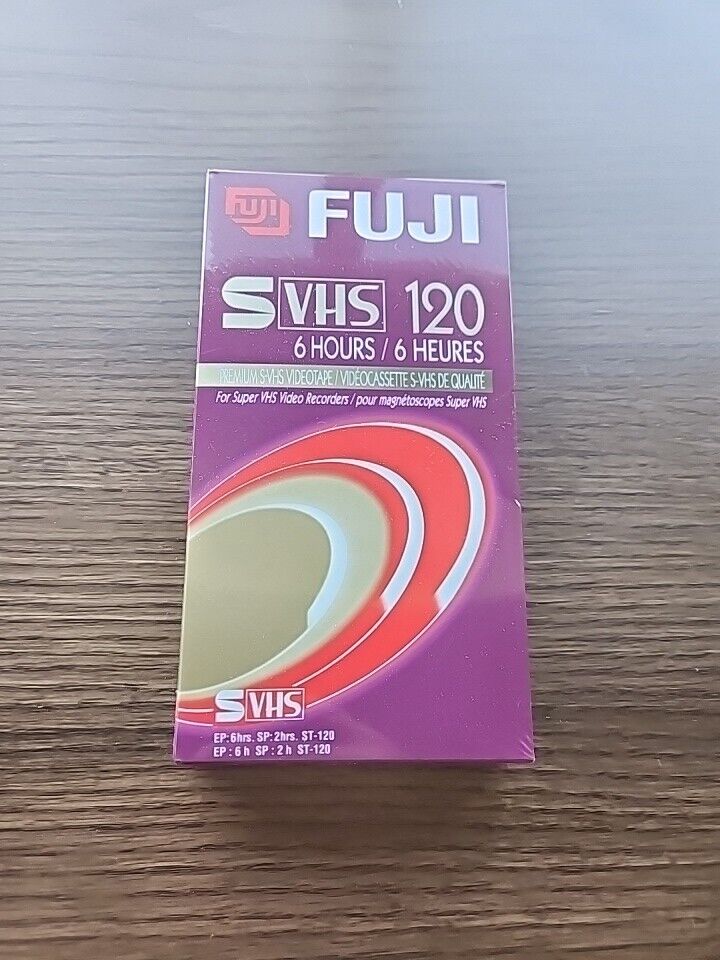 FUJI FUJI
S VHS 120
6 HOURS / 6 HEURES
PREMIUM S-VHS VIDEOTAPE / VIDÉOCASSETTE S-VHS DE QUALITÉ
For Super VHS Video Recorders / pour magnétoscopes Super VHS
S VHS
EP:6hrs. SP:2hrs. ST-120
EP : 6 h SP : 2 h ST-120